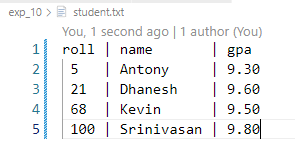 exp_10 > student.txt
You, 1 second ago | 1 author (You)
1 roll | name | gpa
2 5 | Antony | 9.30
3 21 | Dhanesh | 9.60
4 68 | Kevin | 9.50
5 100 | Srinivasan | 9.80